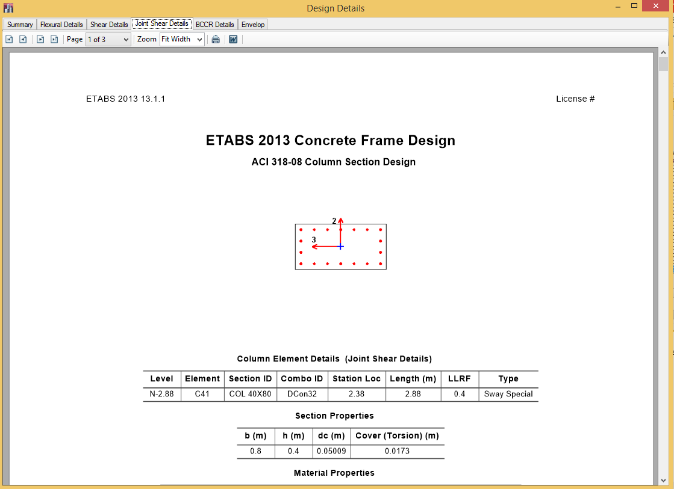 Design Details
Summary Flexural Details Shear Details Joint Shear Details BCCR Details Envelop
Page 1 of 3 Zoom Fit Width
ETABS 2013 13.1.1 License #
ETABS 2013 Concrete Frame Design
ACI 318-08 Column Section Design
2
3
Column Element Details (Joint Shear Details)
Level Element Section ID Combo ID Station Loc Length (m) LLRF Type
N-2.88 C41 COL 40X80 DCon32 2.38 2.88 0.4 Sway Special
Section Properties
b (m) h (m) dc (m) Cover (Torsion) (m)
0.8 0.4 0.05009 0.0173
Material Properties